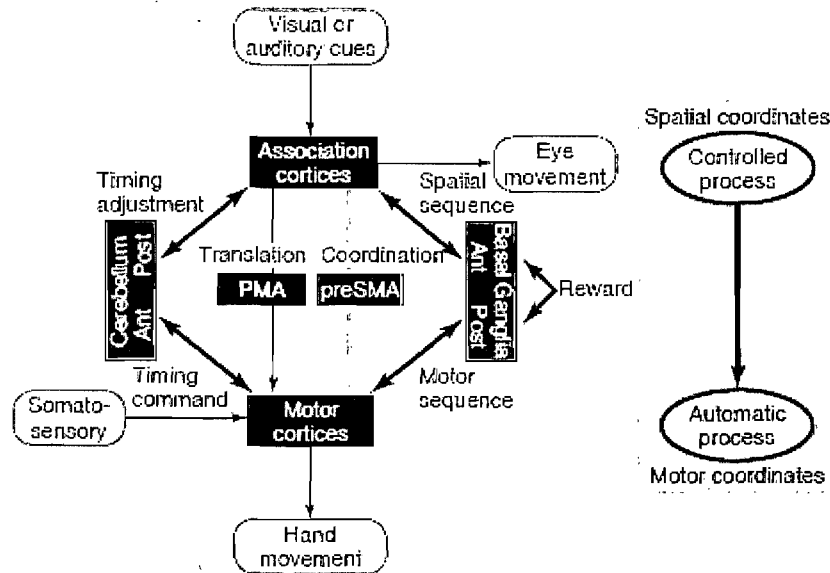 Visual or
auditory cues
Association
cortices
Eye
movement
Timing
adjustment
Spatial
sequence
Translation
Coordination
Cerebellum
Ant Post
PMA
preSMA
Basal Ganglia
Ant Post
Reward
Timing
command
Motor
sequence
Somato-
sensory
Motor
cortices
Hand
movement
Spatial coordinates
Controlled
process
Automatic
process
Motor coordinates